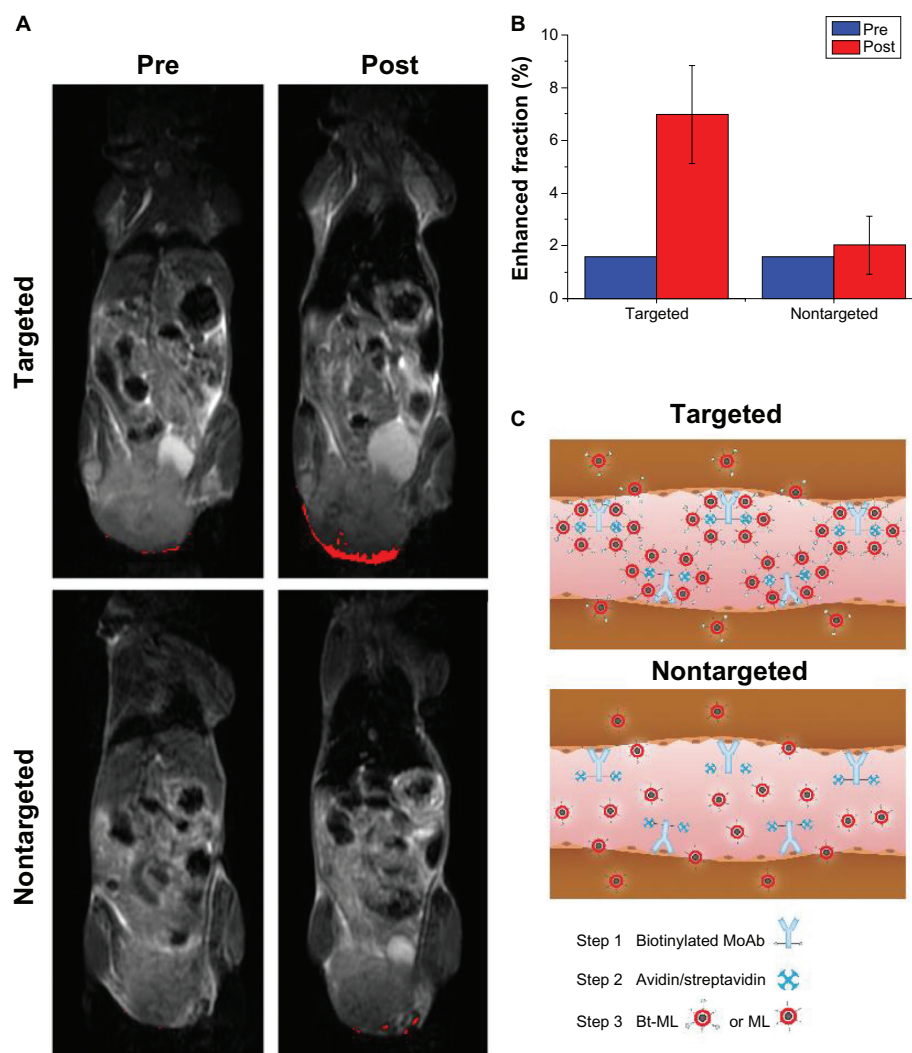 A
Pre
Post
Targeted
Nontargeted
B
Pre
Post
Enhanced fraction (%)
10
8
6
4
2
0
Targeted
Nontargeted
C
Targeted
Nontargeted
Step 1 Biotinylated MoAb
Step 2 Avidin/streptavidin
Step 3 Bt-ML or ML